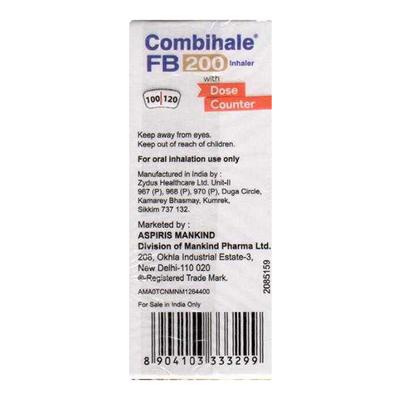 Combihale®
FB 200 Inhaler
with
Dose
Counter
100 120
Keep away from eyes.
Keep out of reach of children.
For oral inhalation use only
Manufactured in India by :
Zydus Healthcare Ltd. Unit-II
967 (P), 968 (P), 970 (P), Duga Circle,
Kamarey Bhasmay, Kumrek,
Sikkim 737 132.
Marketed by :
ASPIRIS MANKIND
Division of Mankind Pharma Ltd.
208, Okhla Industrial Estate-3,
New Delhi-110 020
®-Registered Trade Mark.
AMA0TCNMNM1264400
For Sale in India Only
2085159
8 904103 333299